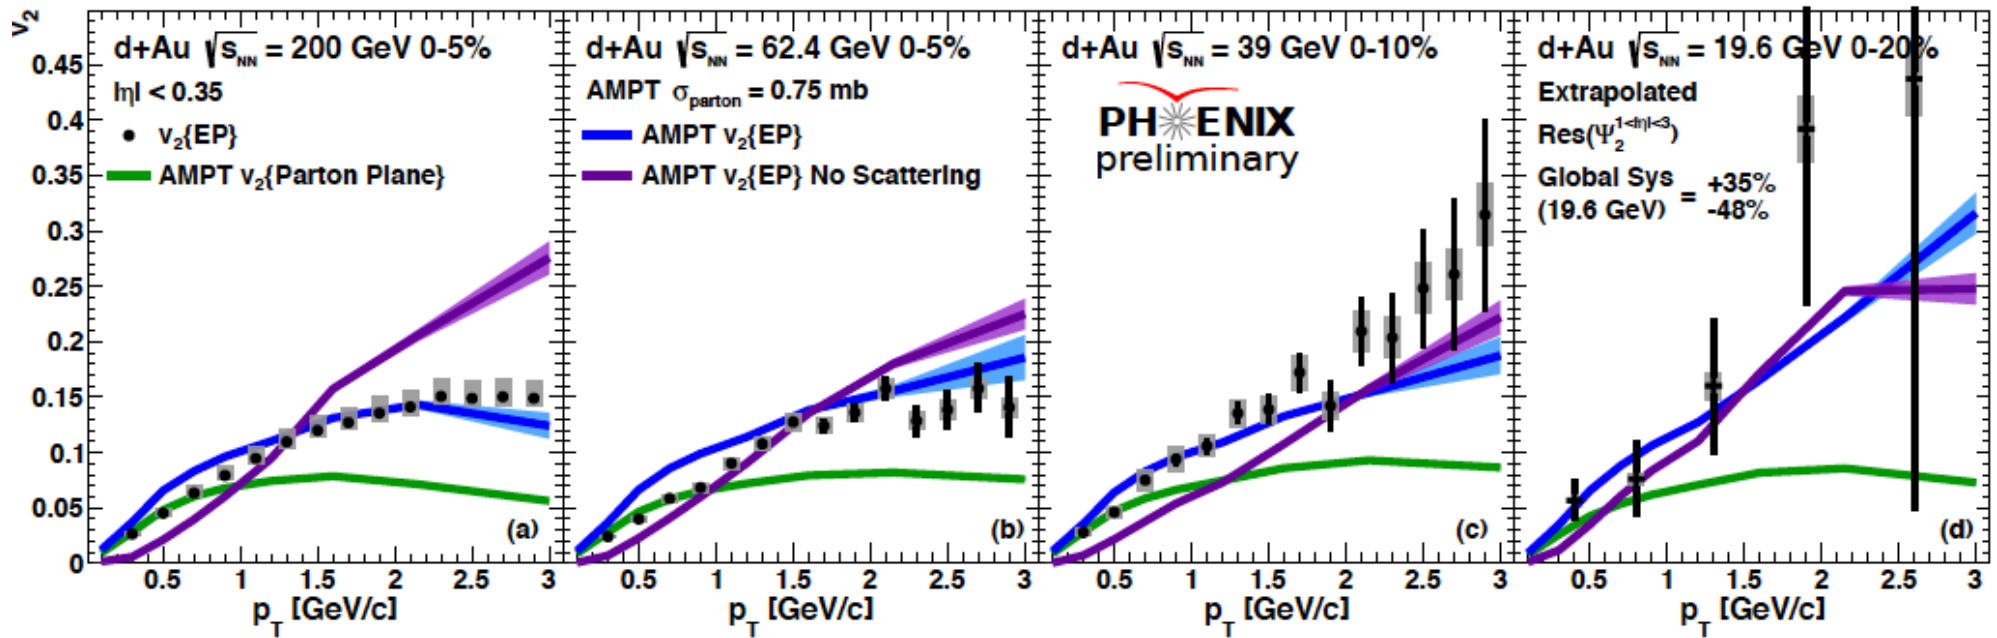 v₂
0.45
0.4
0.35
0.3
0.25
0.2
0.15
0.1
0.05
0
d+Au √sNN = 200 GeV 0-5%
|η| < 0.35
v₂{EP}
AMPT v₂{Parton Plane}
(a)
0.5 1 1.5 2 2.5 3
pT [GeV/c]
d+Au √sNN = 62.4 GeV 0-5%
AMPT σparton = 0.75 mb
AMPT v₂{EP}
AMPT v₂{EP} No Scattering
(b)
0.5 1 1.5 2 2.5 3
pT [GeV/c]
d+Au √sNN = 39 GeV 0-10%
PHENIX
preliminary
(c)
0.5 1 1.5 2 2.5 3
pT [GeV/c]
d+Au √sNN = 19.6 GeV 0-20%
Extrapolated
Res(Ψ₂^1<|η|<3)
Global Sys
(19.6 GeV) = +35%
-48%
(d)
0.5 1 1.5 2 2.5 3
pT [GeV/c]